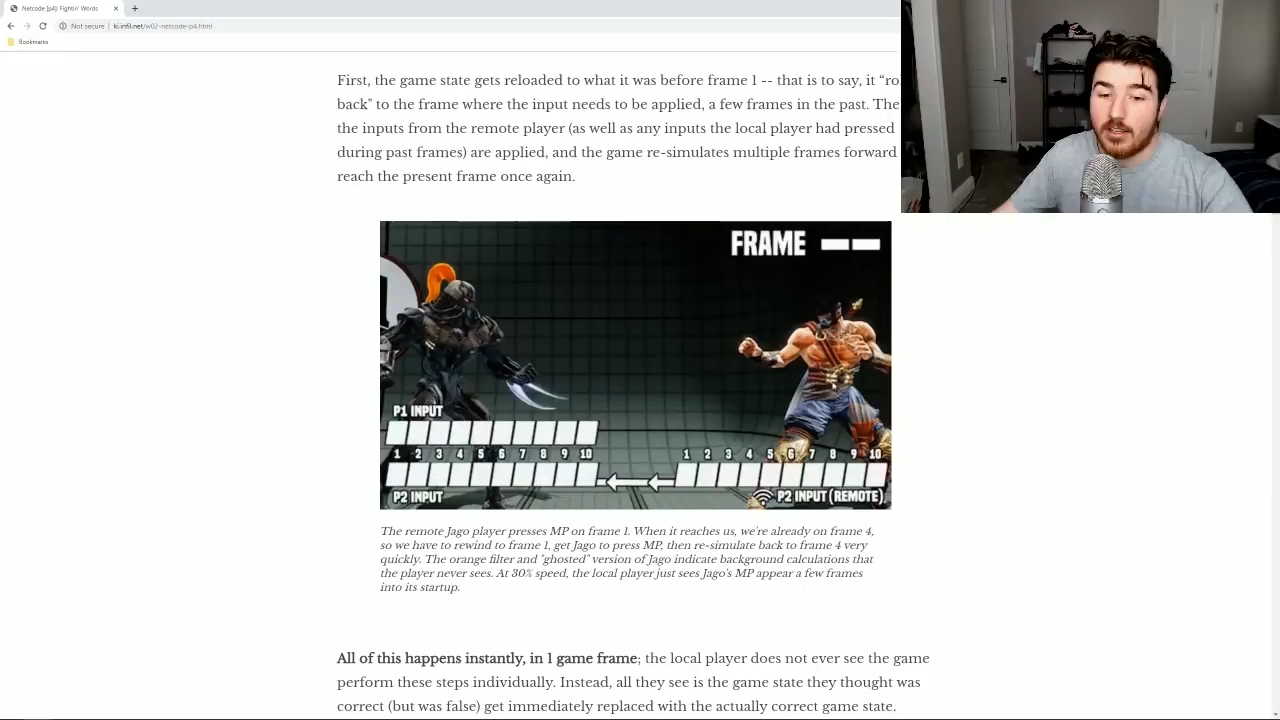 Netcode [p4]: Fightin' Words
Not secure
ki.infil.net/w02-netcode-p4.html
Bookmarks
First, the game state gets reloaded to what it was before frame 1 -- that is to say, it “ro
back" to the frame where the input needs to be applied, a few frames in the past. The
the inputs from the remote player (as well as any inputs the local player had pressed
during past frames) are applied, and the game re-simulates multiple frames forward
reach the present frame once again.
FRAME
P1 INPUT
1 2 3 4 5 6 7 8 9 10
1 2 3 4 5 6 7 8 9 10
P2 INPUT
P2 INPUT (REMOTE)
The remote Jago player presses MP on frame 1. When it reaches us, we're already on frame 4,
so we have to rewind to frame 1, get Jago to press MP, then re-simulate back to frame 4 very
quickly. The orange filter and "ghosted" version of Jago indicate background calculations that
the player never sees. At 30% speed, the local player just sees Jago's MP appear a few frames
into its startup.
All of this happens instantly, in 1 game frame; the local player does not ever see the game
perform these steps individually. Instead, all they see is the game state they thought was
correct (but was false) get immediately replaced with the actually correct game state.